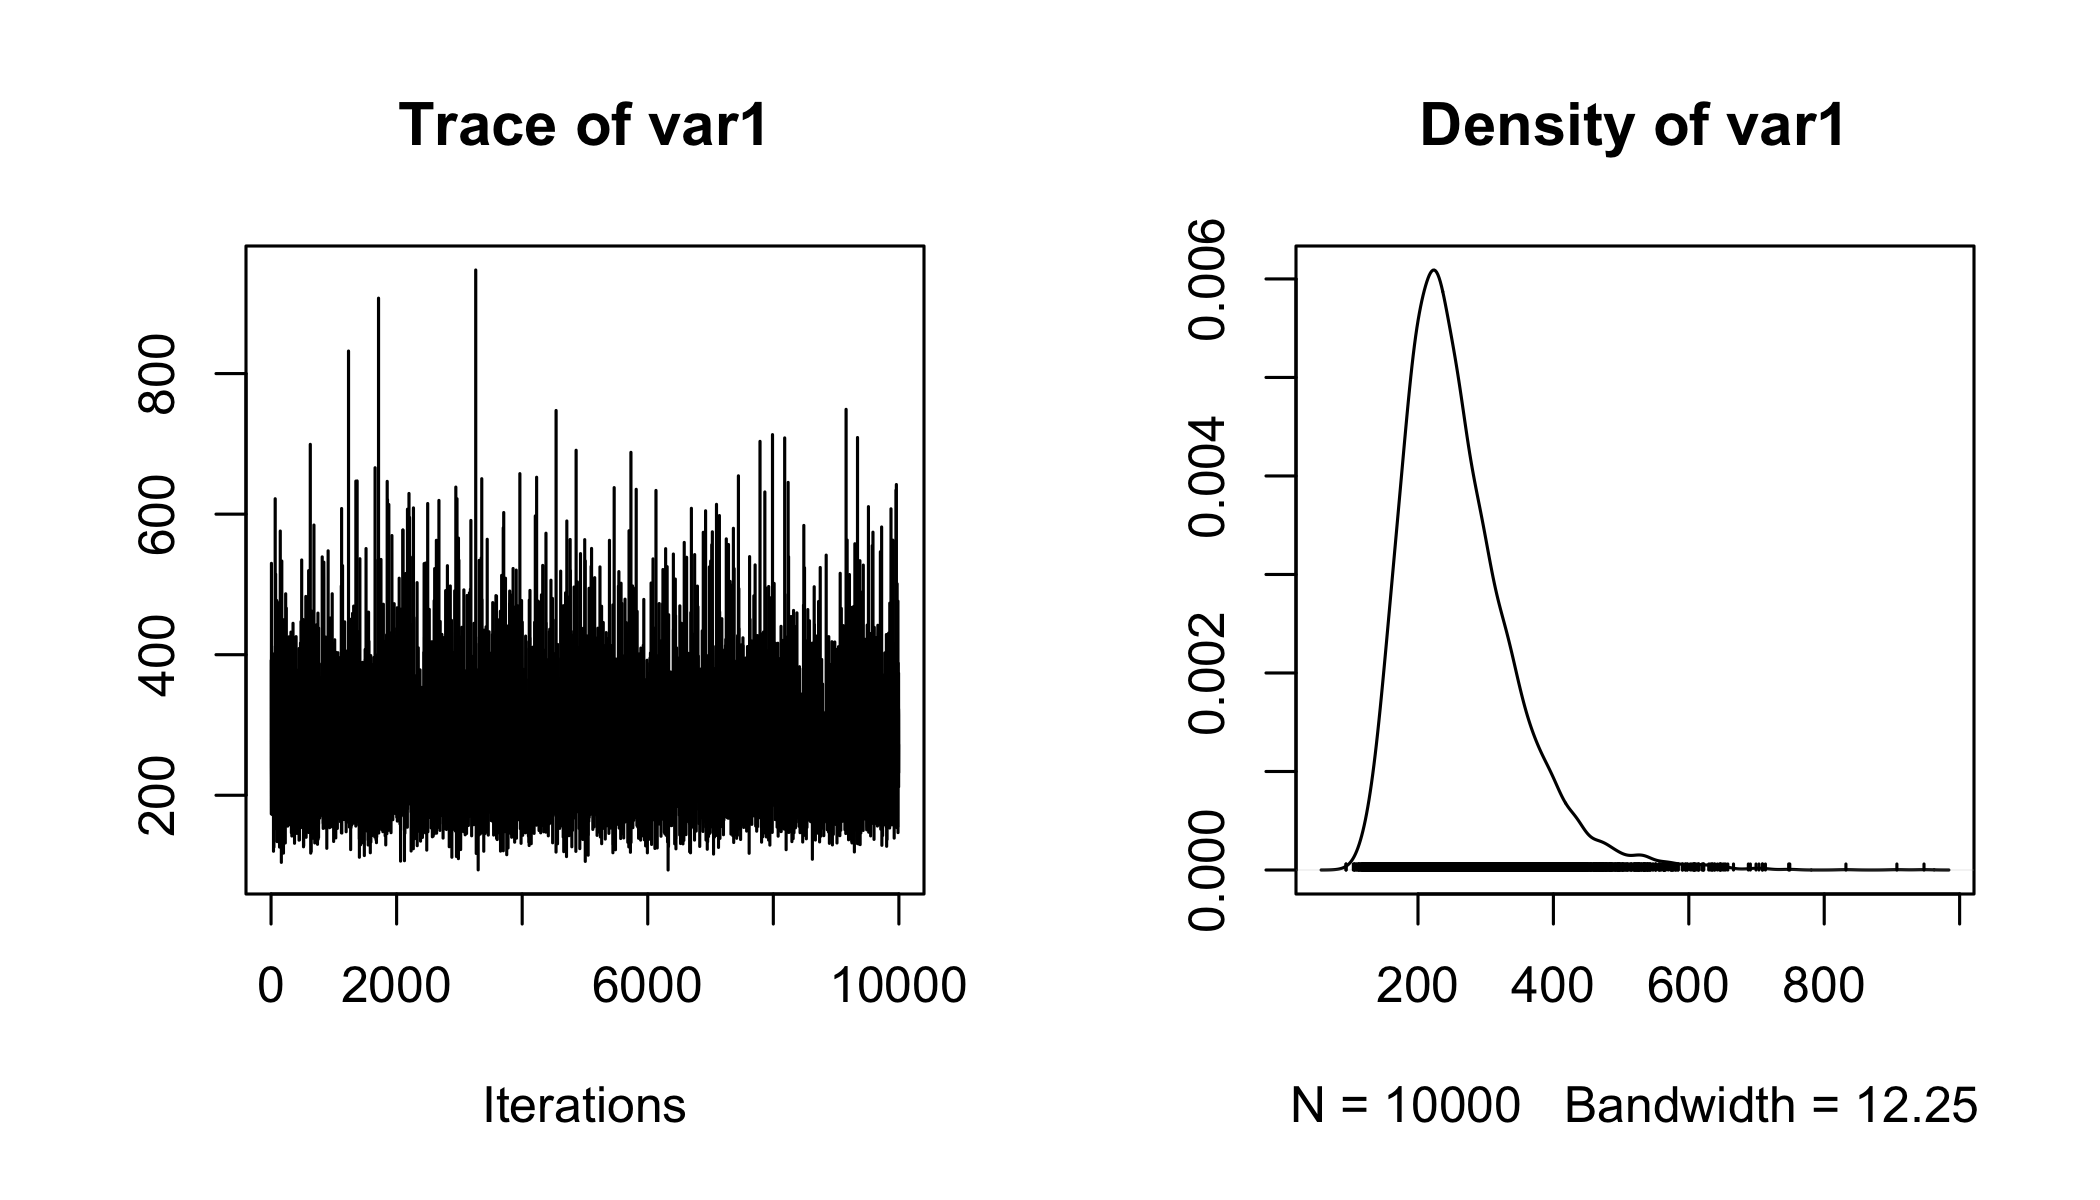 Trace of var1
800
600
400
200
0 2000 6000 10000
Iterations
Density of var1
0.006
0.004
0.002
0.000
200 400 600 800
N = 10000 Bandwidth = 12.25